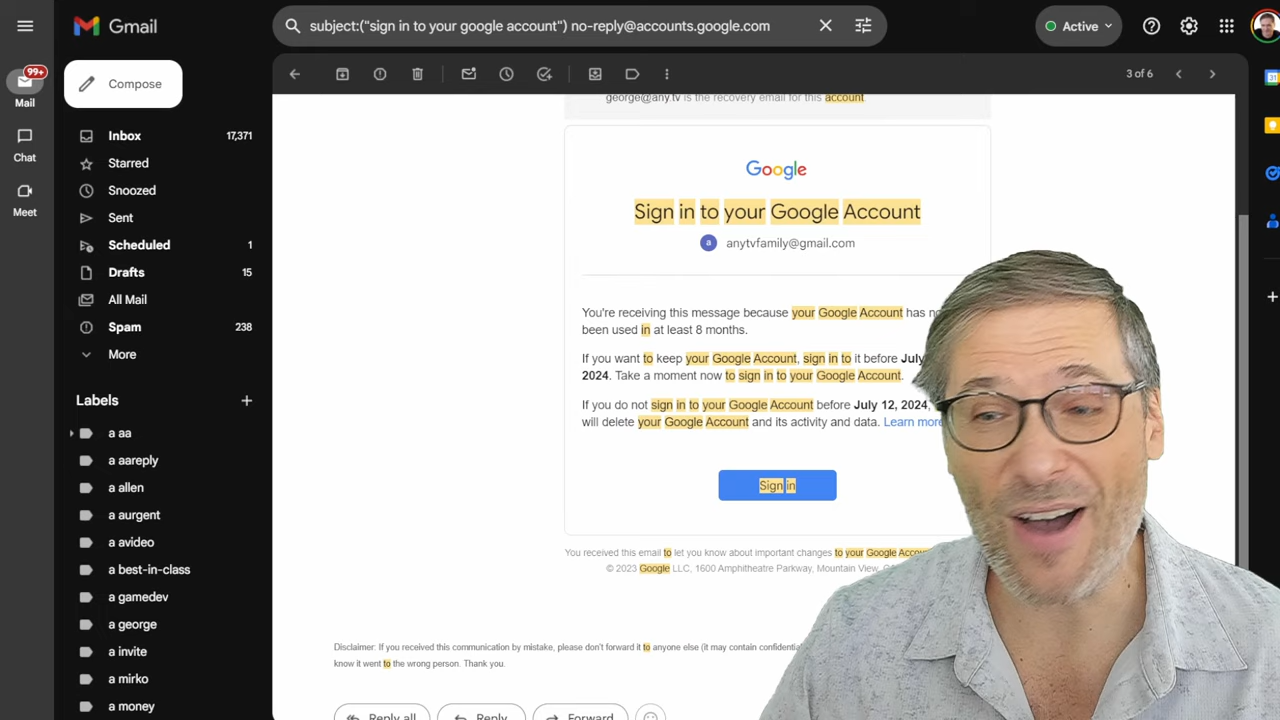 Gmail
subject:("sign in to your google account") no-reply@accounts.google.com
Active
99+
Mail
Compose
3 of 6
Chat
Meet
Inbox 17,371
Starred
Snoozed
Sent
Scheduled 1
Drafts 15
All Mail
Spam 238
More
Labels
a aa
a aareply
a allen
a aurgent
a avideo
a best-in-class
a gamedev
a george
a invite
a mirko
a money
george@any.tv is the recovery email for this account
Google
Sign in to your Google Account
a anytvfamily@gmail.com
You're receiving this message because your Google Account has
been used in at least 8 months.
If you want to keep your Google Account, sign in to it before July
2024. Take a moment now to sign in to your Google Account.
If you do not sign in to your Google Account before July 12, 2024,
will delete your Google Account and its activity and data. Learn more
Sign in
You received this email to let you know about important changes to your Google
© 2023 Google LLC, 1600 Amphitheatre Parkway, Mountain View,
Disclaimer: If you received this communication by mistake, please don't forward it to anyone else (it may contain
know it went to the wrong person. Thank you.
Reply all
Reply
Forward